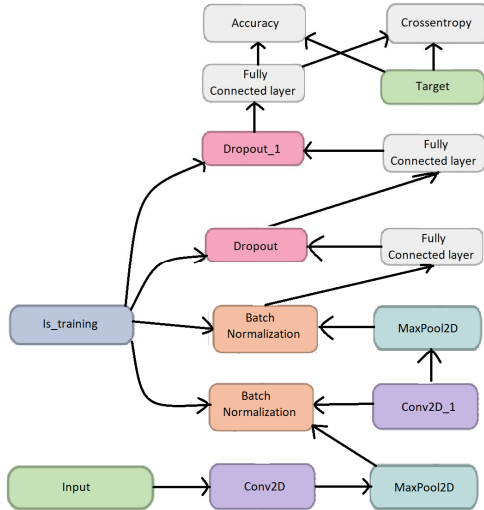 Accuracy
Crossentropy
Fully
Connected layer
Target
Dropout_1
Fully
Connected layer
Dropout
Fully
Connected layer
Is_training
Batch
Normalization
MaxPool2D
Batch
Normalization
Conv2D_1
Input
Conv2D
MaxPool2D